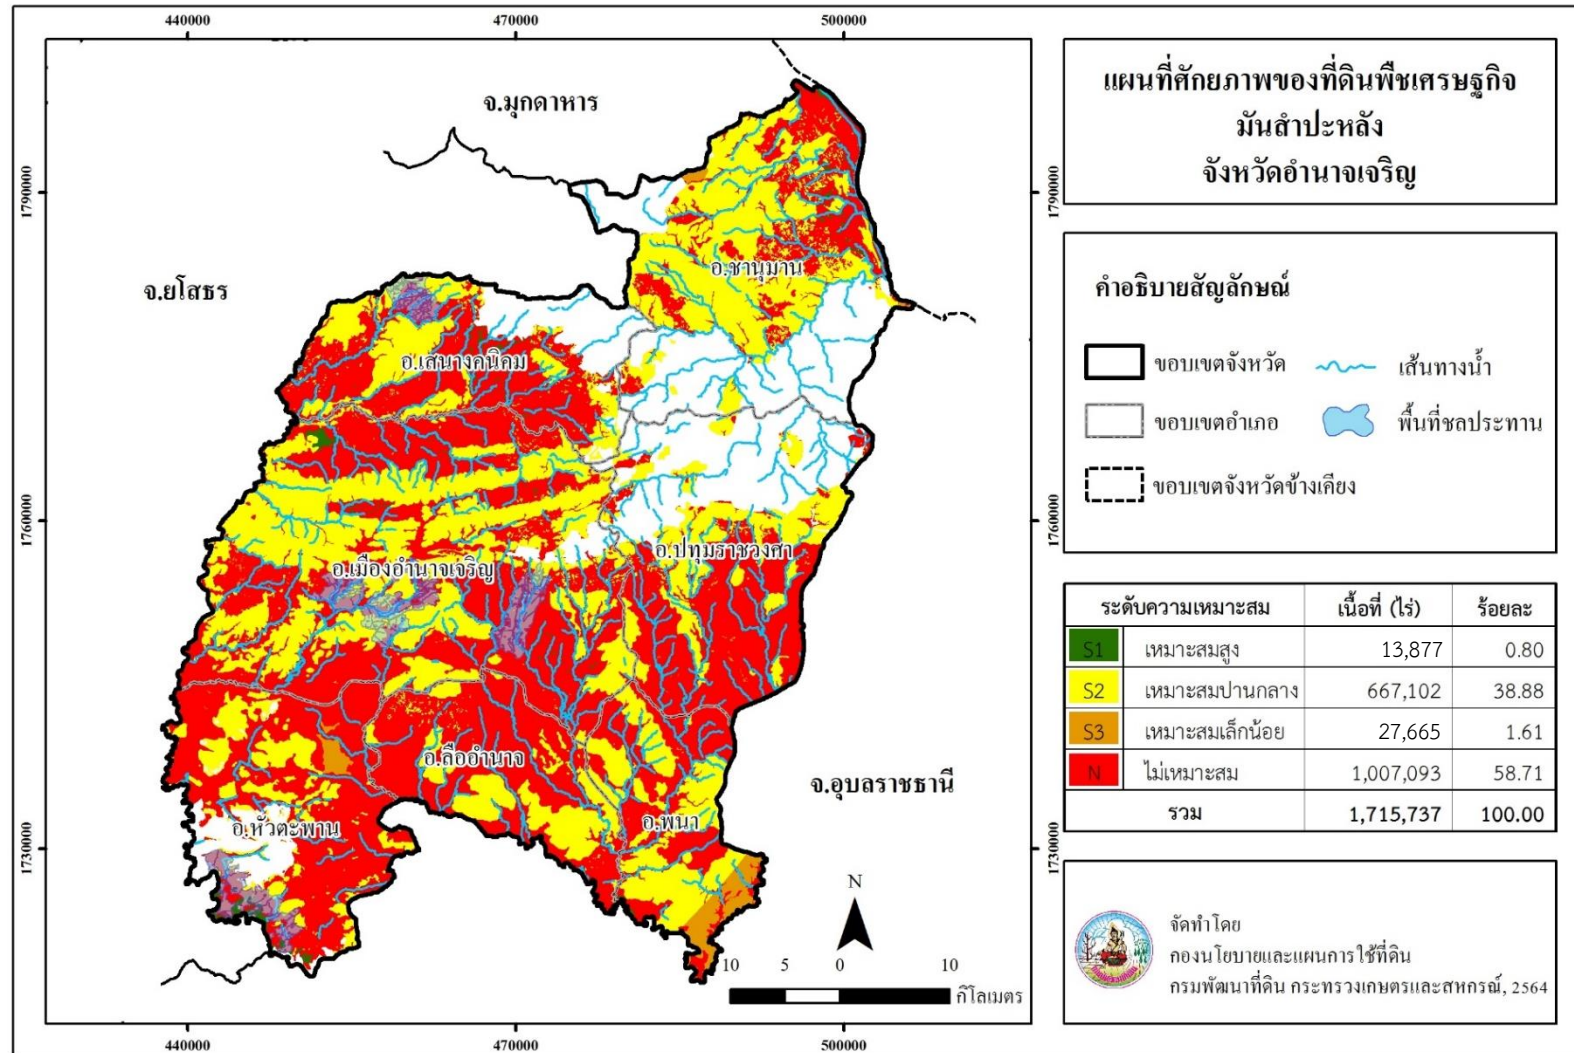 440000
470000
500000
แผนที่ศักยภาพของที่ดินพืชเศรษฐกิจ
มันสำปะหลัง
จังหวัดอำนาจเจริญ
จ.มุกดาหาร
1790000
1790000
จ.ยโสธร
อ.ชานุมาน
คำอธิบายสัญลักษณ์
ขอบเขตจังหวัด
เส้นทางน้ำ
ขอบเขตอำเภอ
พื้นที่ชลประทาน
ขอบเขตจังหวัดข้างเคียง
อ.เสนางคนิคม
1760000
1760000
อ.ปทุมราชวงศา
อ.เมืองอำนาจเจริญ
ระดับความเหมาะสม เนื้อที่ (ไร่) ร้อยละ
S1 เหมาะสมสูง 13,877 0.80
S2 เหมาะสมปานกลาง 667,102 38.88
S3 เหมาะสมเล็กน้อย 27,665 1.61
N ไม่เหมาะสม 1,007,093 58.71
รวม 1,715,737 100.00
อ.ลืออำนาจ
จ.อุบลราชธานี
อ.หัวตะพาน
อ.พนา
1730000
1730000
N
10 5 0 10
กิโลเมตร
จัดทำโดย
กองนโยบายและแผนการใช้ที่ดิน
กรมพัฒนาที่ดิน กระทรวงเกษตรและสหกรณ์, 2564
440000
470000
500000